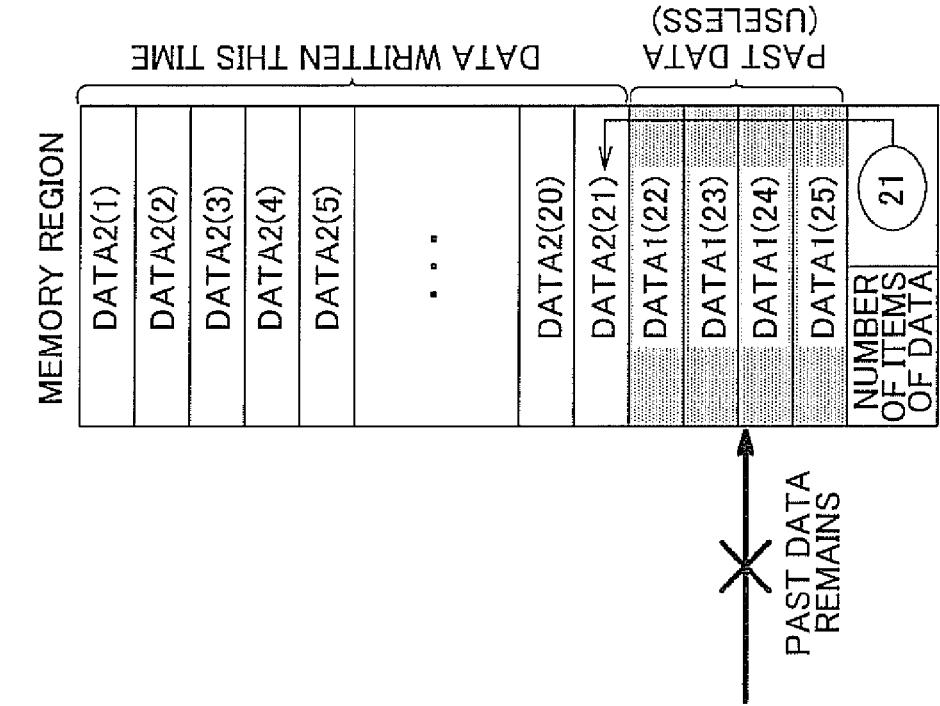 MEMORY REGION
DATA2(1)
DATA2(2)
DATA2(3)
DATA2(4)
DATA2(5)
DATA2(20)
DATA2(21)
DATA1(22)
DATA1(23)
DATA1(24)
DATA1(25)
NUMBER
OF ITEMS
OF DATA
21
DATA WRITTEN THIS TIME
PAST DATA
(USELESS)
PAST DATA
REMAINS